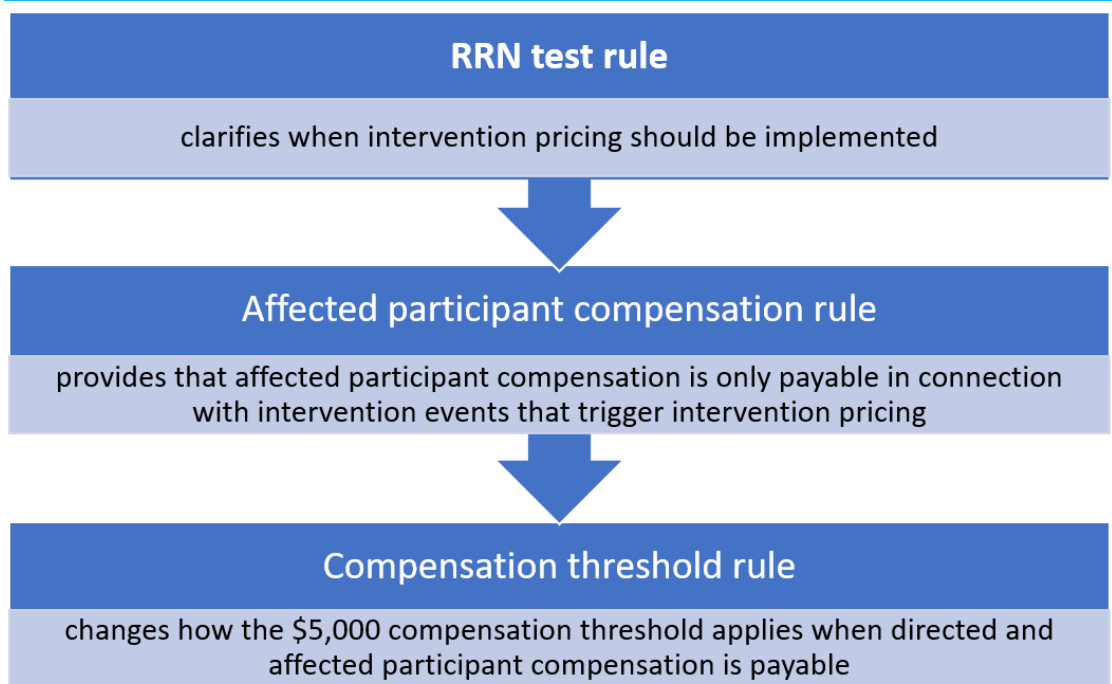 RRN test rule
clarifies when intervention pricing should be implemented
Affected participant compensation rule
provides that affected participant compensation is only payable in connection
with intervention events that trigger intervention pricing
Compensation threshold rule
changes how the $5,000 compensation threshold applies when directed and
affected participant compensation is payable